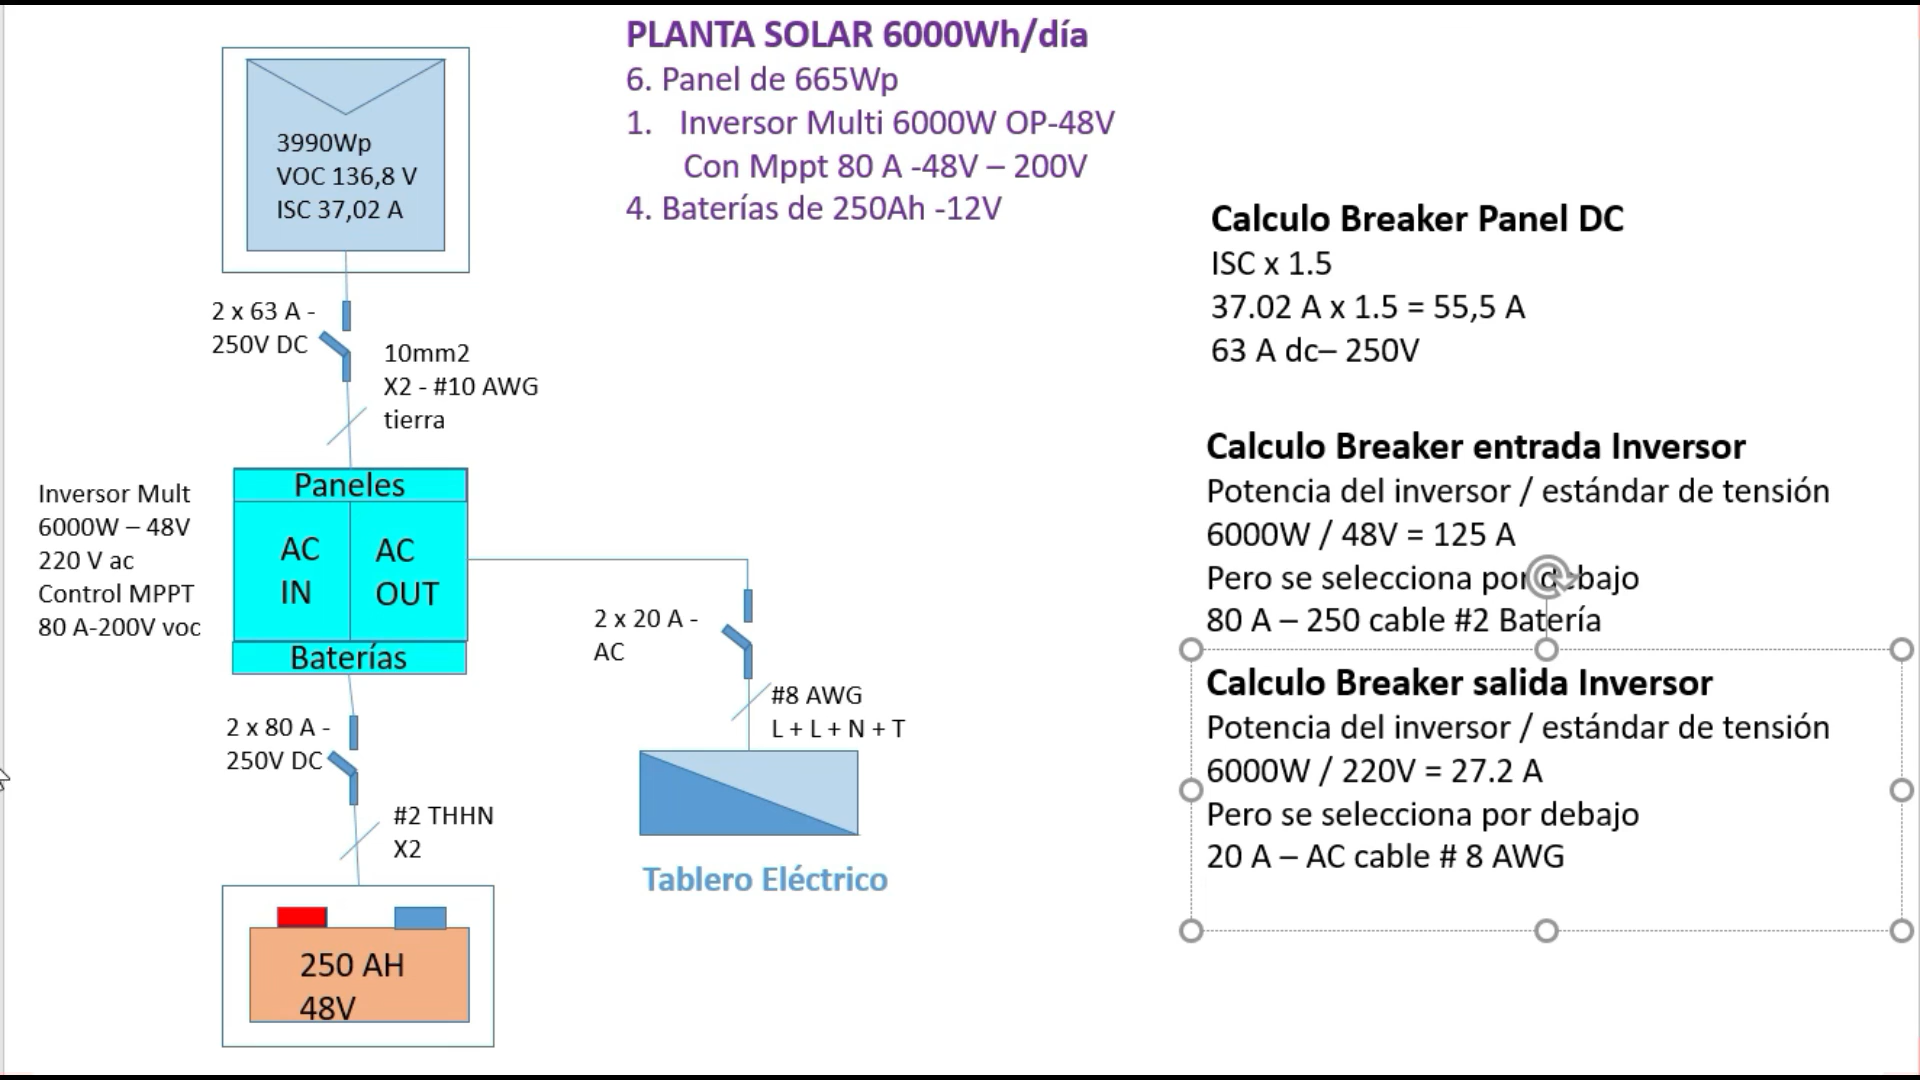 PLANTA SOLAR 6000Wh/día
6. Panel de 665Wp
1. Inversor Multi 6000W OP-48V
Con Mppt 80 A -48V – 200V
4. Baterías de 250Ah -12V
3990Wp
VOC 136,8 V
ISC 37,02 A
2 x 63 A -
250V DC
10mm2
X2 - #10 AWG
tierra
Inversor Mult
6000W – 48V
220 V ac
Control MPPT
80 A-200V voc
Paneles
AC
IN
AC
OUT
Baterías
2 x 80 A -
250V DC
#2 THHN
X2
250 AH
48V
2 x 20 A -
AC
#8 AWG
L + L + N + T
Tablero Eléctrico
Calculo Breaker Panel DC
ISC x 1.5
37.02 A x 1.5 = 55,5 A
63 A dc– 250V
Calculo Breaker entrada Inversor
Potencia del inversor / estándar de tensión
6000W / 48V = 125 A
Pero se selecciona por debajo
80 A – 250 cable #2 Batería
Calculo Breaker salida Inversor
Potencia del inversor / estándar de tensión
6000W / 220V = 27.2 A
Pero se selecciona por debajo
20 A – AC cable # 8 AWG